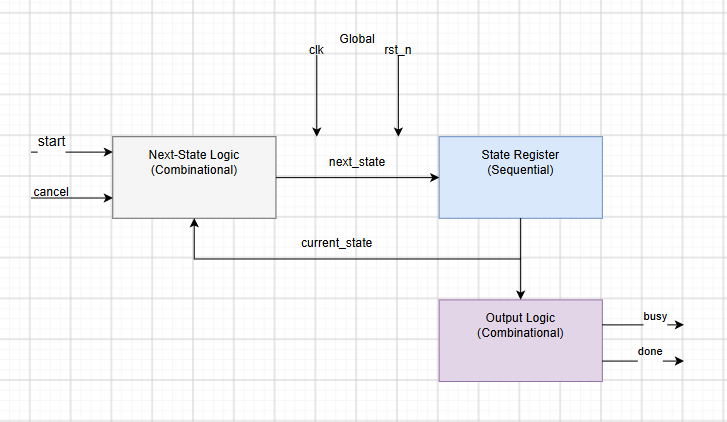 Global
clk
rst_n
start
cancel
Next-State Logic
(Combinational)
next_state
State Register
(Sequential)
current_state
Output Logic
(Combinational)
busy
done